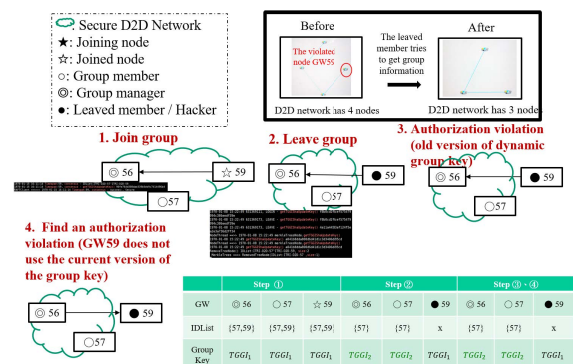 : Secure D2D Network
★: Joining node
☆: Joined node
○: Group member
◎: Group manager
●: Leaved member / Hacker
Before
After
The violated
node GW59
The leaved
member tries
to get group
information
D2D network has 4 nodes
D2D network has 3 nodes
1. Join group
◎ 56
☆ 59
○57
2. Leave group
◎ 56
● 59
○57
3. Authorization violation
(old version of dynamic
group key)
◎ 56
● 59
○57
4. Find an authorization
violation (GW59 does not
use the current version of
the group key)
◎ 56
● 59
○57
Step ① Step ② Step ③、④
GW ◎ 56 ○ 57 ☆ 59 ◎ 56 ○ 57 ● 59 ◎ 56 ○ 57 ● 59
IDList {57,59} {57,59} {57,59} {57} {57} x {57} {57} x
Group
Key TGGI₁ TGGI₁ TGGI₁ TGGI₂ TGGI₂ TGGI₁ TGGI₂ TGGI₂ TGGI₁